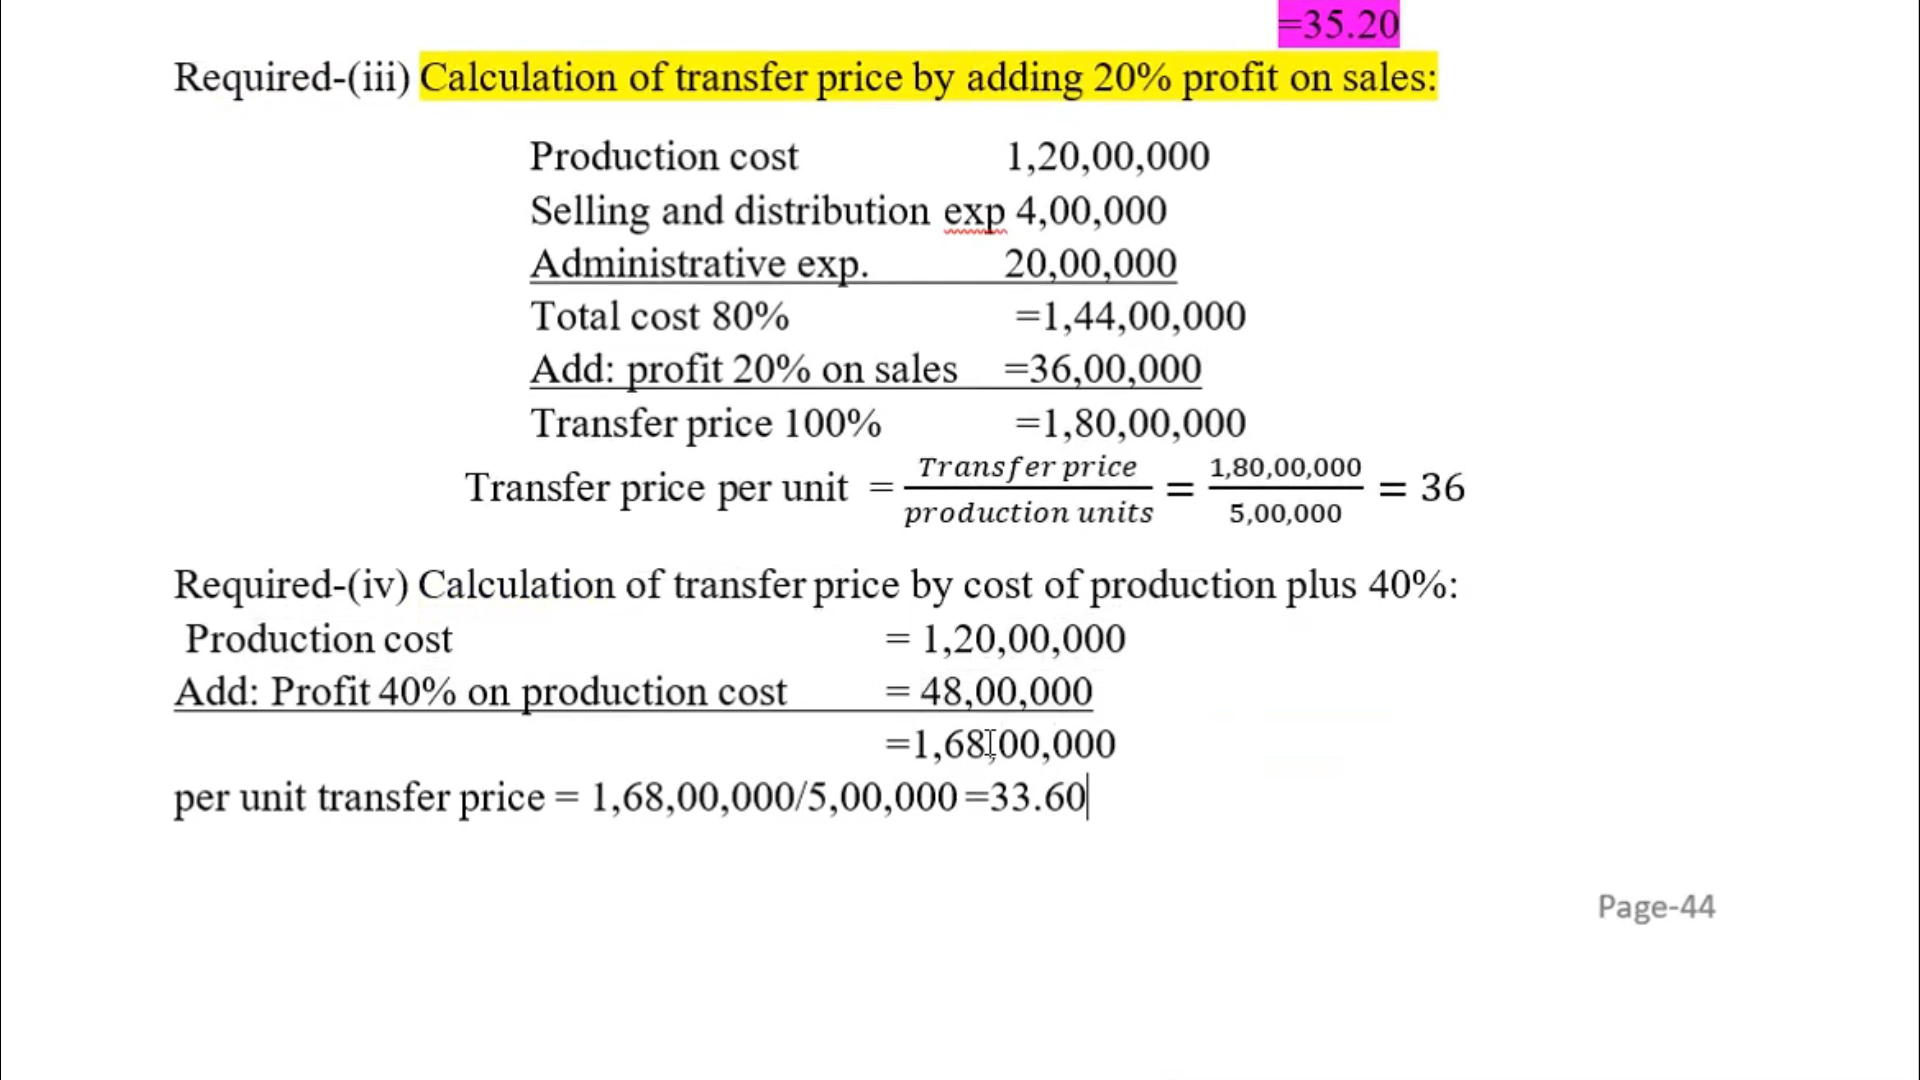 =35.20
Required-(iii) Calculation of transfer price by adding 20% profit on sales:
Production cost 1,20,00,000
Selling and distribution exp 4,00,000
Administrative exp. 20,00,000
Total cost 80% =1,44,00,000
Add: profit 20% on sales =36,00,000
Transfer price 100% =1,80,00,000
Transfer price per unit = Transfer price / production units = 1,80,00,000 / 5,00,000 = 36
Required-(iv) Calculation of transfer price by cost of production plus 40%:
Production cost = 1,20,00,000
Add: Profit 40% on production cost = 48,00,000
=1,68,00,000
per unit transfer price = 1,68,00,000/5,00,000 =33.60
Page-44